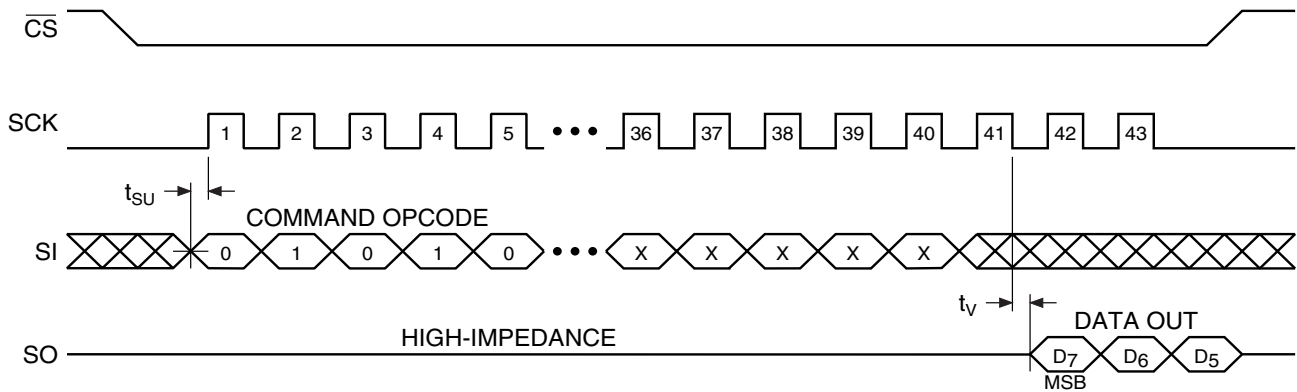 CS
SCK 1 2 3 4 5 ••• 36 37 38 39 40 41 42 43
tSU
COMMAND OPCODE
SI 0 1 0 1 0 ••• X X X X X
tV
HIGH-IMPEDANCE
DATA OUT
SO D7 D6 D5
MSB